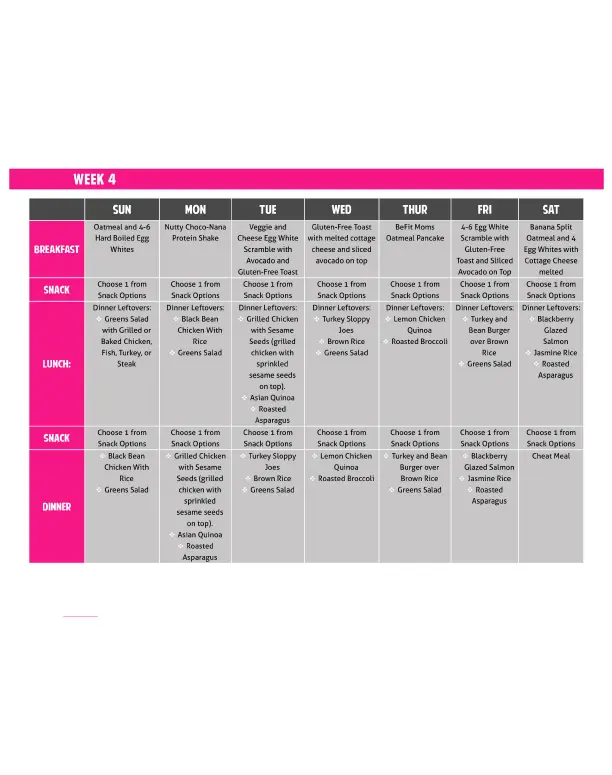 WEEK 4
SUN MON TUE WED THUR FRI SAT
BREAKFAST
Oatmeal and 4-6
Hard Boiled Egg
Whites
Nutty Choco-Nana
Protein Shake
Veggie and
Cheese Egg White
Scramble with
Avocado and
Gluten-Free Toast
Gluten-Free Toast
with melted cottage
cheese and sliced
avocado on top
BeFit Moms
Oatmeal Pancake
4-6 Egg White
Scramble with
Gluten-Free
Toast and Sliced
Avocado on Top
Banana Split
Oatmeal and 4
Egg Whites with
Cottage Cheese
melted
SNACK
Choose 1 from
Snack Options
Choose 1 from
Snack Options
Choose 1 from
Snack Options
Choose 1 from
Snack Options
Choose 1 from
Snack Options
Choose 1 from
Snack Options
Choose 1 from
Snack Options
LUNCH:
Dinner Leftovers:
❖ Greens Salad
with Grilled or
Baked Chicken,
Fish, Turkey, or
Steak
Dinner Leftovers:
❖ Black Bean
Chicken With
Rice
❖ Greens Salad
Dinner Leftovers:
❖ Grilled Chicken
with Sesame
Seeds (grilled
chicken with
sprinkled
sesame seeds
on top).
❖ Asian Quinoa
❖ Roasted
Asparagus
Dinner Leftovers:
❖ Turkey Sloppy
Joes
❖ Brown Rice
❖ Greens Salad
Dinner Leftovers:
❖ Lemon Chicken
Quinoa
❖ Roasted Broccoli
Dinner Leftovers:
❖ Turkey and
Bean Burger
over Brown
Rice
❖ Greens Salad
Dinner Leftovers:
❖ Blackberry
Glazed
Salmon
❖ Jasmine Rice
❖ Roasted
Asparagus
SNACK
Choose 1 from
Snack Options
Choose 1 from
Snack Options
Choose 1 from
Snack Options
Choose 1 from
Snack Options
Choose 1 from
Snack Options
Choose 1 from
Snack Options
Choose 1 from
Snack Options
DINNER
❖ Black Bean
Chicken With
Rice
❖ Greens Salad
❖ Grilled Chicken
with Sesame
Seeds (grilled
chicken with
sprinkled
sesame seeds
on top).
❖ Asian Quinoa
❖ Roasted
Asparagus
❖ Turkey Sloppy
Joes
❖ Brown Rice
❖ Greens Salad
❖ Lemon Chicken
Quinoa
❖ Roasted Broccoli
❖ Turkey and Bean
Burger over
Brown Rice
❖ Greens Salad
❖ Blackberry
Glazed Salmon
❖ Jasmine Rice
❖ Roasted
Asparagus
Cheat Meal